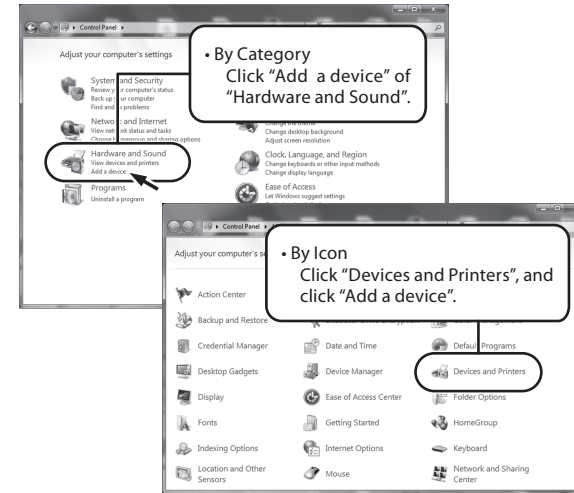 Control Panel
Adjust your computer's settings
• By Category
Click "Add a device" of
"Hardware and Sound".
System and Security
Review your computer's status
Back up your computer
Find and problems
Network and Internet
View network status and tasks
Choose homegroup and sharing options
Hardware and Sound
View devices and printers
Add a device
Programs
Uninstall a program
Change desktop background
Adjust screen resolution
Clock, Language, and Region
Change keyboards or other input methods
Change display language
Ease of Access
Let Windows suggest settings
Control Panel
Adjust your computer's
• By Icon
Click "Devices and Printers", and
click "Add a device".
Action Center
Backup and Restore
Credential Manager
Date and Time
Default Programs
Desktop Gadgets
Device Manager
Devices and Printers
Display
Ease of Access Center
Folder Options
Fonts
Getting Started
HomeGroup
Indexing Options
Internet Options
Keyboard
Location and Other
Sensors
Mouse
Network and Sharing
Center